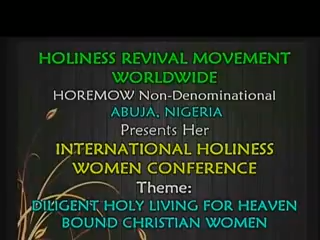 HOLINESS REVIVAL MOVEMENT
WORLDWIDE
HOREMOW Non-Denominational
ABUJA, NIGERIA
Presents Her
INTERNATIONAL HOLINESS
WOMEN CONFERENCE
Theme:
DILIGENT HOLY LIVING FOR HEAVEN
BOUND CHRISTIAN WOMEN